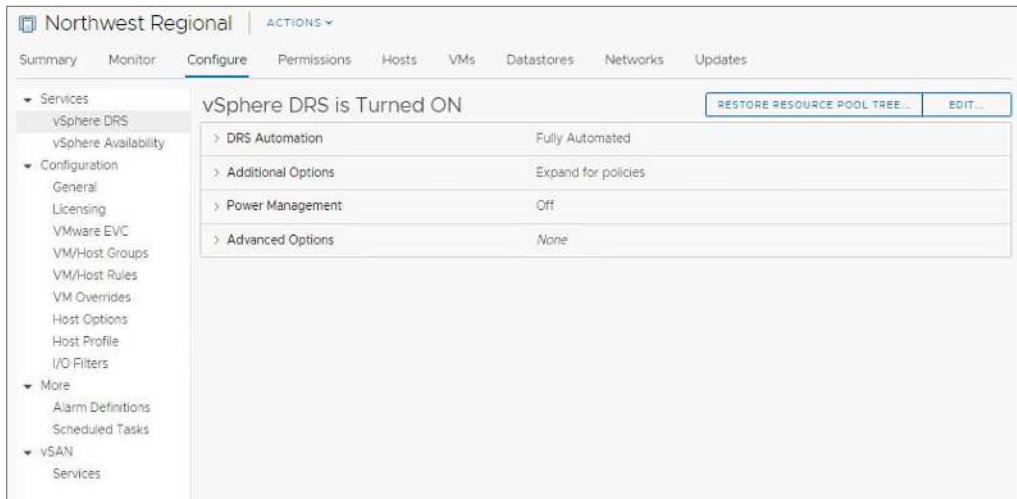 Northwest Regional
ACTIONS
Summary Monitor Configure Permissions Hosts VMs Datastores Networks Updates
Services
vSphere DRS
vSphere Availability
Configuration
General
Licensing
VMware EVC
VM/Host Groups
VM/Host Rules
VM Overrides
Host Options
Host Profile
I/O Filters
More
Alarm Definitions
Scheduled Tasks
vSAN
Services
vSphere DRS is Turned ON
RESTORE RESOURCE POOL TREE... EDIT...
DRS Automation Fully Automated
Additional Options Expand for policies
Power Management Off
Advanced Options None